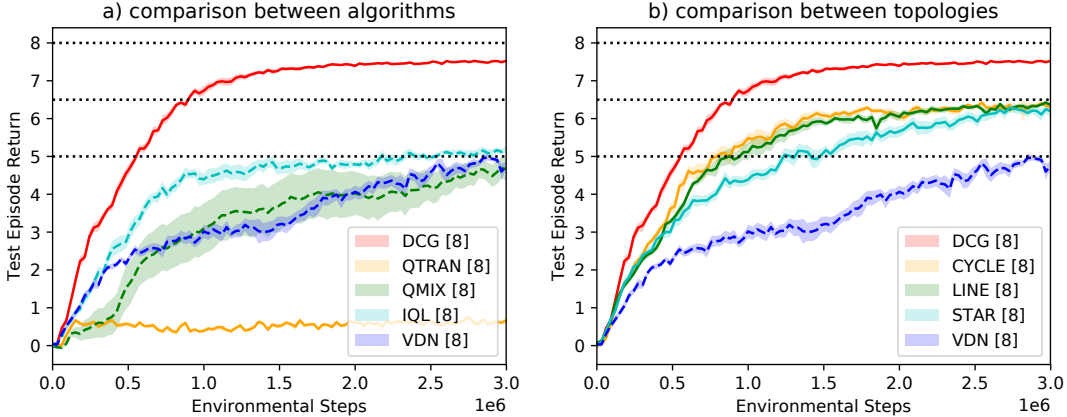 a) comparison between algorithms
Test Episode Return
8
7
6
5
4
3
2
1
0
DCG [8]
QTRAN [8]
QMIX [8]
IQL [8]
VDN [8]
0.0
0.5
1.0
1.5
2.0
2.5
3.0
Environmental Steps
1e6
b) comparison between topologies
Test Episode Return
8
7
6
5
4
3
2
1
0
DCG [8]
CYCLE [8]
LINE [8]
STAR [8]
VDN [8]
0.0
0.5
1.0
1.5
2.0
2.5
3.0
Environmental Steps
1e6